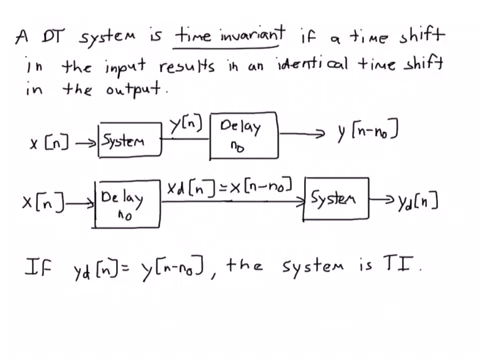 A DT system is time invariant if a time shift
in the input results in an identical time shift
in the output.
x[n] → System y[n] Delay n₀ → y[n-n₀]
x[n] → Delay n₀ xd[n]=x[n-n₀] System → yd[n]
If yd[n]= y[n-n₀], the system is TI.